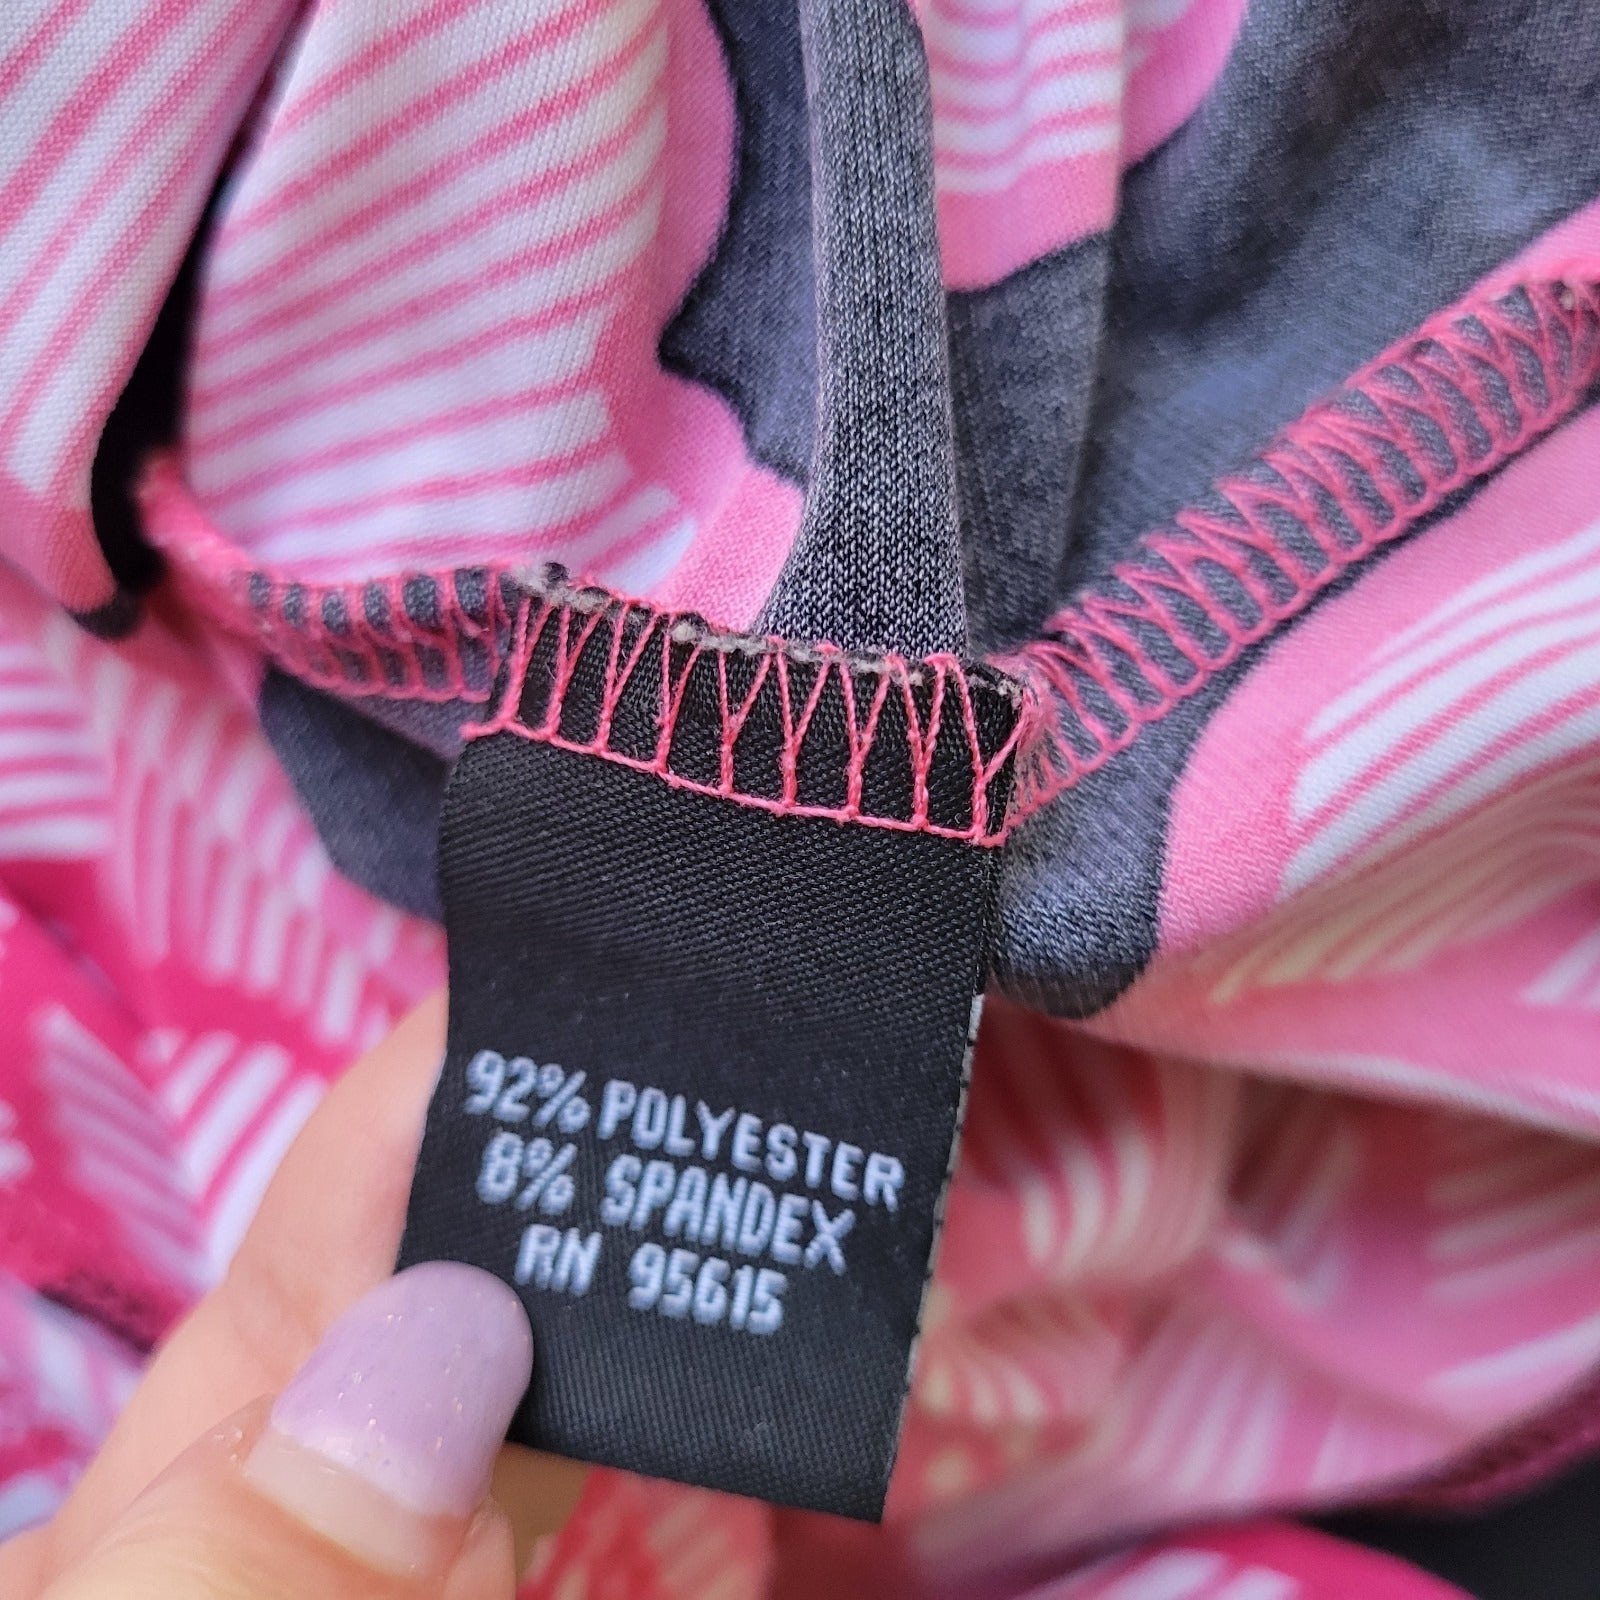 92% POLYESTER
8% SPANDEX
RN 95615